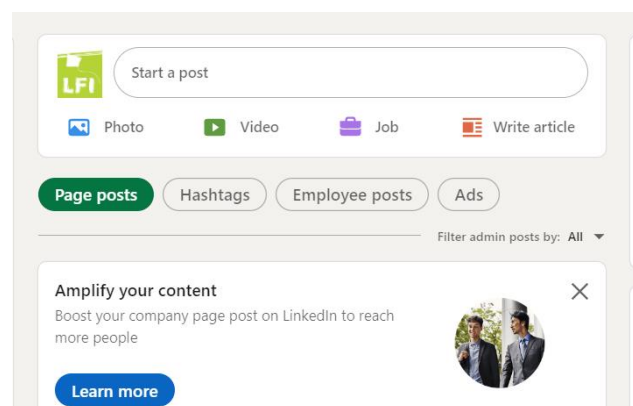 LFI
Start a post
Photo Video Job Write article
Page posts Hashtags Employee posts Ads
Filter admin posts by: All
Amplify your content
Boost your company page post on LinkedIn to reach
more people
Learn more